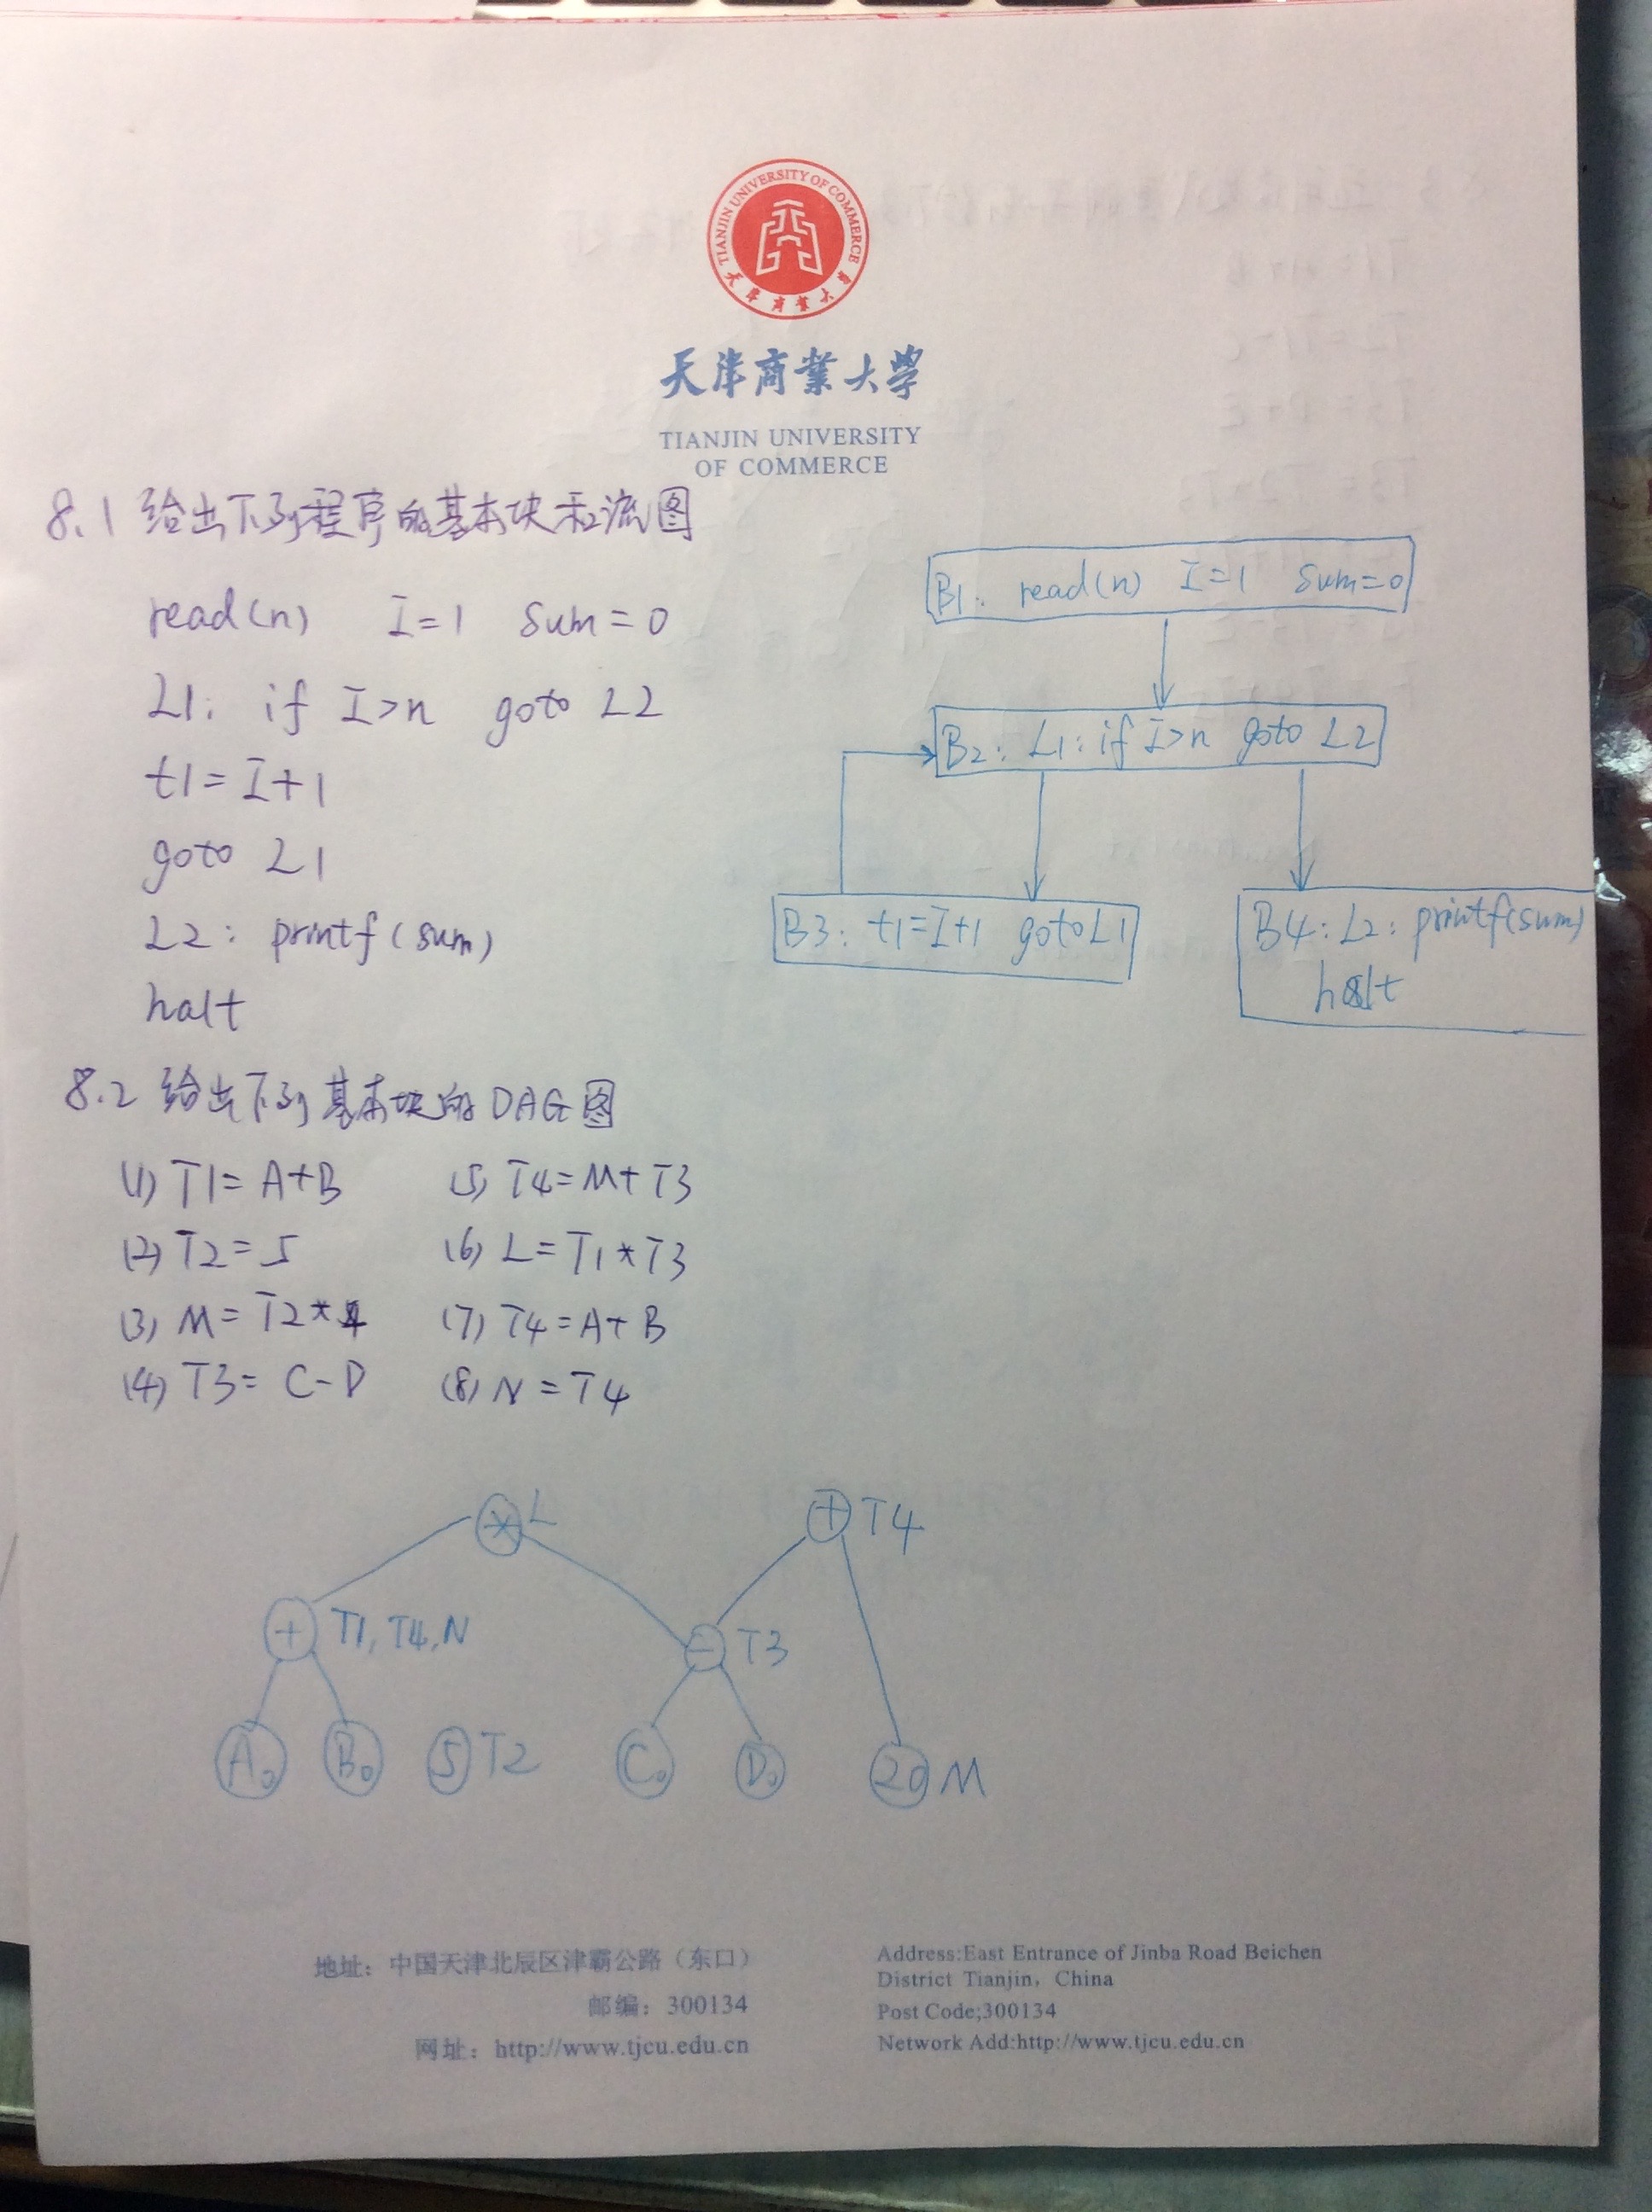 TIANJIN UNIVERSITY OF COMMERCE
天津商業大学
天津商業大学
TIANJIN UNIVERSITY
OF COMMERCE
8.1 给出下列程序的基本块和流图
read(n) I=1 sum=0
L1: if I>n goto L2
t1=I+1
goto L1
L2: printf(sum)
halt
B1: read(n) I=1 sum=0
B2: L1: if I>n goto L2
B3: t1=I+1 goto L1
B4: L2: printf(sum)
halt
8.2 给出下列基本块的DAG图
(1) T1=A+B
(2) T2=5
(3) M=T2*4
(4) T3=C-D
(5) T4=M+T3
(6) L=T1*T3
(7) T4=A+B
(8) N=T4
* L
+ T4
+ T1, T4, N
- T3
A0 B0 5 T2 C0 D0 20 M
地址：中国天津北辰区津霸公路（东口）
邮编：300134
网址：http://www.tjcu.edu.cn
Address:East Entrance of Jinba Road Beichen
District Tianjin, China
Post Code;300134
Network Add:http://www.tjcu.edu.cn